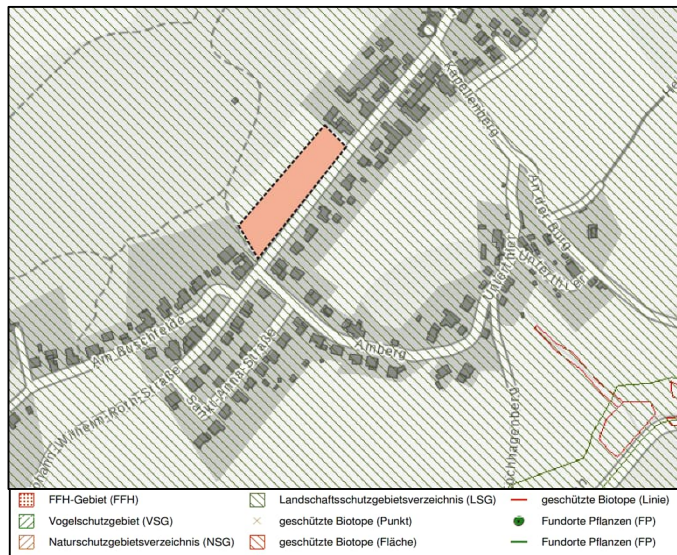 Kapellenberg
An der Burg
Unterthier
Unterthier
Amberg
Am Buschfelde
Sankt-Anna-Straße
Johann-Wilhelm-Roth-Straße
ochhagenberg
FFH-Gebiet (FFH)
Landschaftsschutzgebietsverzeichnis (LSG)
geschützte Biotope (Linie)
Vogelschutzgebiet (VSG)
geschützte Biotope (Punkt)
Fundorte Pflanzen (FP)
Naturschutzgebietsverzeichnis (NSG)
geschützte Biotope (Fläche)
Fundorte Pflanzen (FP)